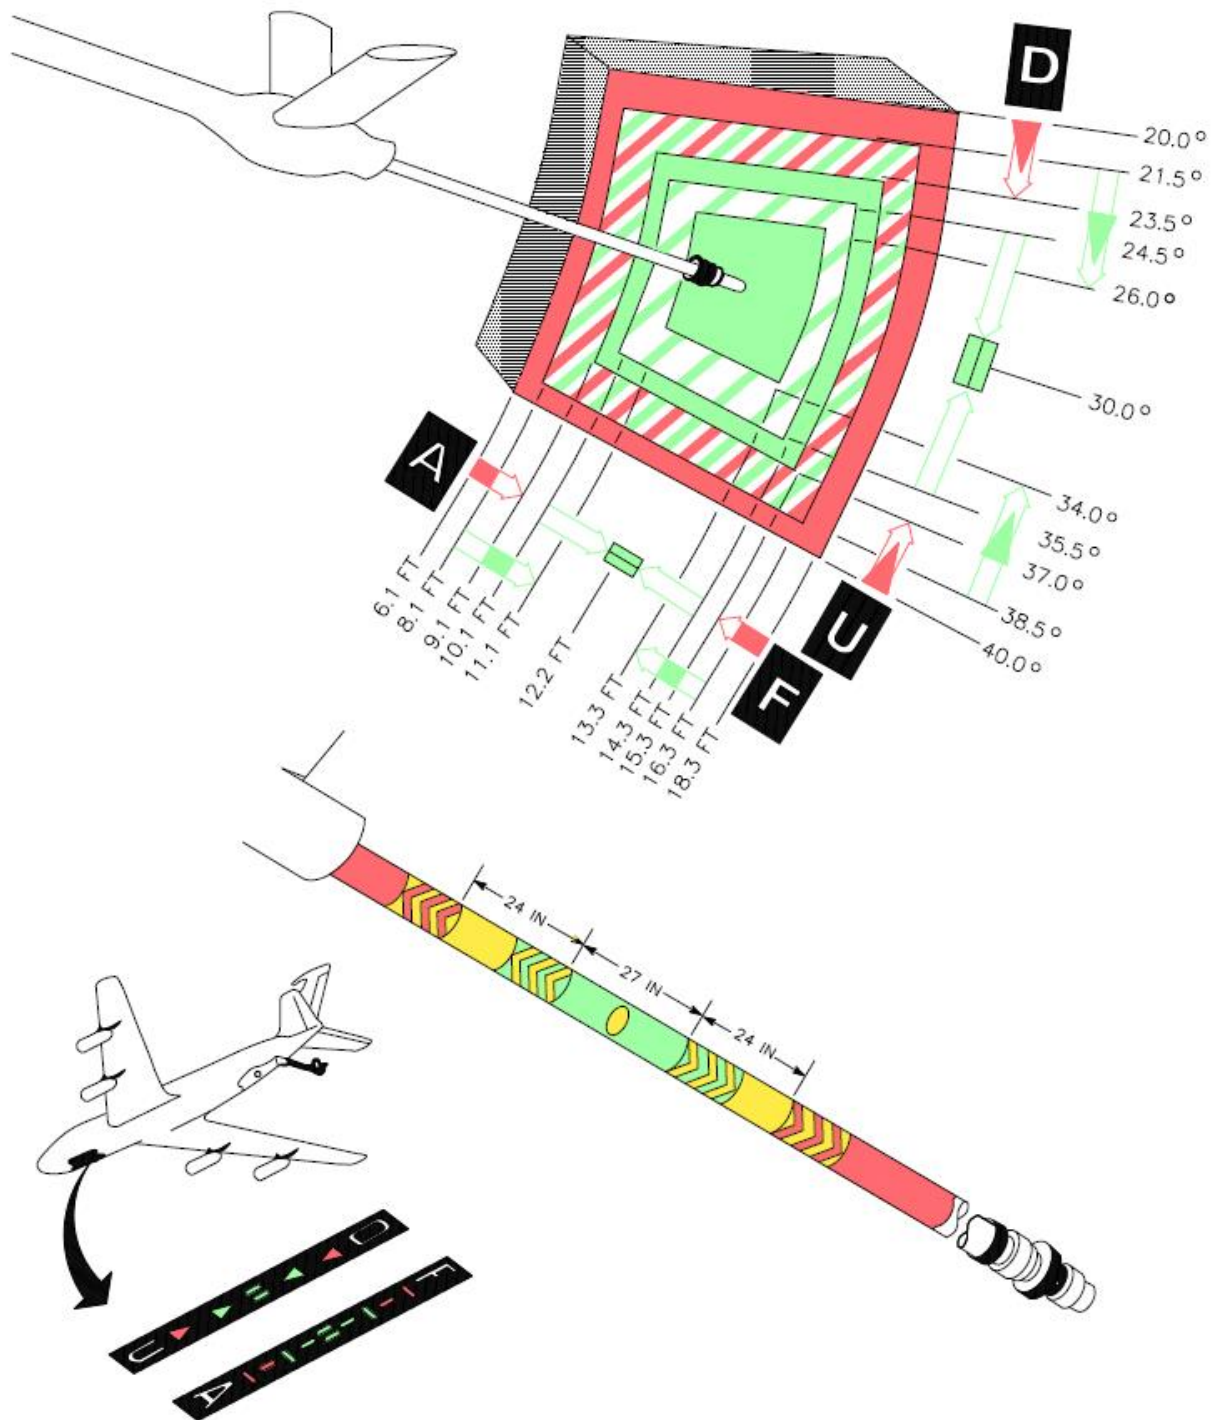 D
20.0°
21.5°
23.5°
24.5°
26.0°
30.0°
34.0°
35.5°
37.0°
38.5°
40.0°
A
U
F
6.1 FT
8.1 FT
9.1 FT
10.1 FT
11.1 FT
12.2 FT
13.3 FT
14.3 FT
15.3 FT
16.3 FT
18.3 FT
24 IN
27 IN
24 IN
U D
A F